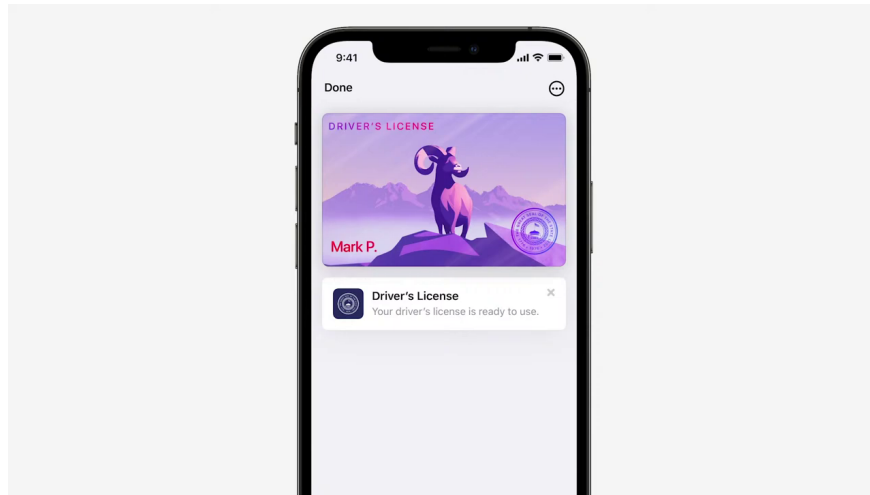 9:41
Done
DRIVER'S LICENSE
Mark P.
Driver's License
Your driver's license is ready to use.